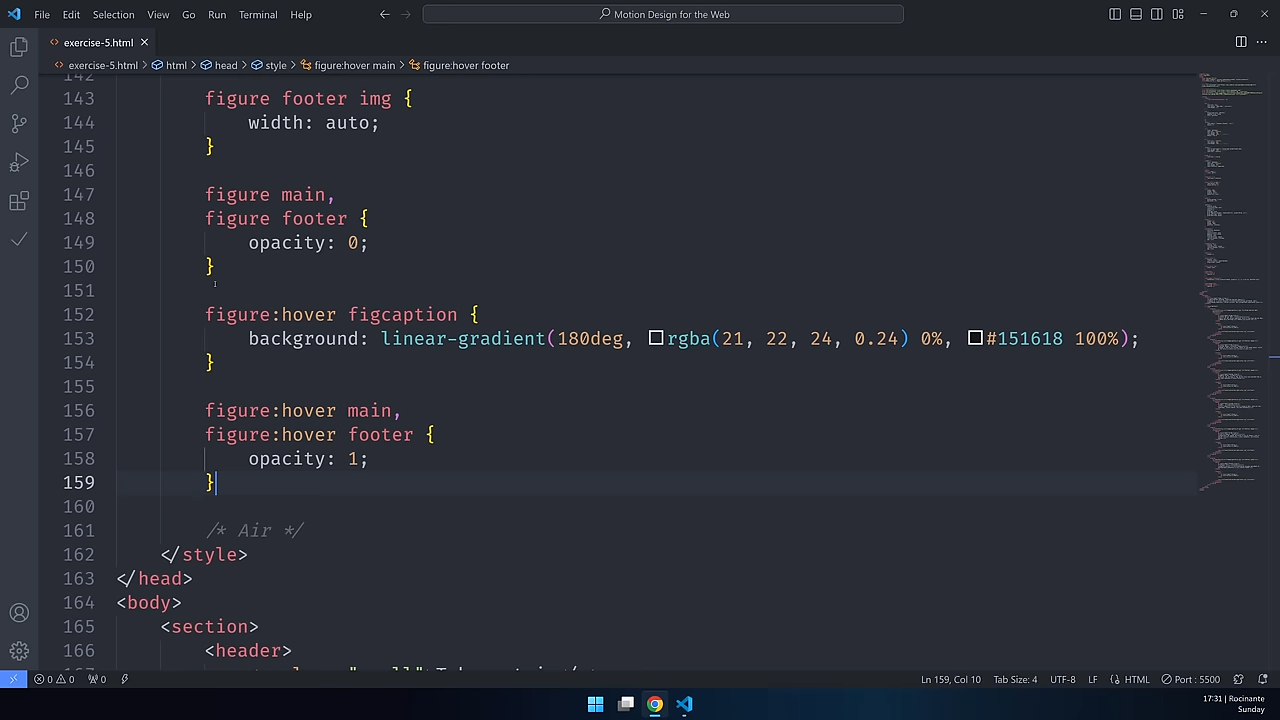 File Edit Selection View Go Run Terminal Help
Motion Design for the Web
exercise-5.html
exercise-5.html > html > head > style > figure:hover main > figure:hover footer
142
143 figure footer img {
144 width: auto;
145 }
146
147 figure main,
148 figure footer {
149 opacity: 0;
150 }
151
152 figure:hover figcaption {
153 background: linear-gradient(180deg, rgba(21, 22, 24, 0.24) 0%, #151618 100%);
154 }
155
156 figure:hover main,
157 figure:hover footer {
158 opacity: 1;
159 }
160
161 /* Air */
162 </style>
163 </head>
164 <body>
165 <section>
166 <header>
0 0 0 Ln 159, Col 10 Tab Size: 4 UTF-8 LF HTML Port : 5500
17:31 | Rocinante
Sunday